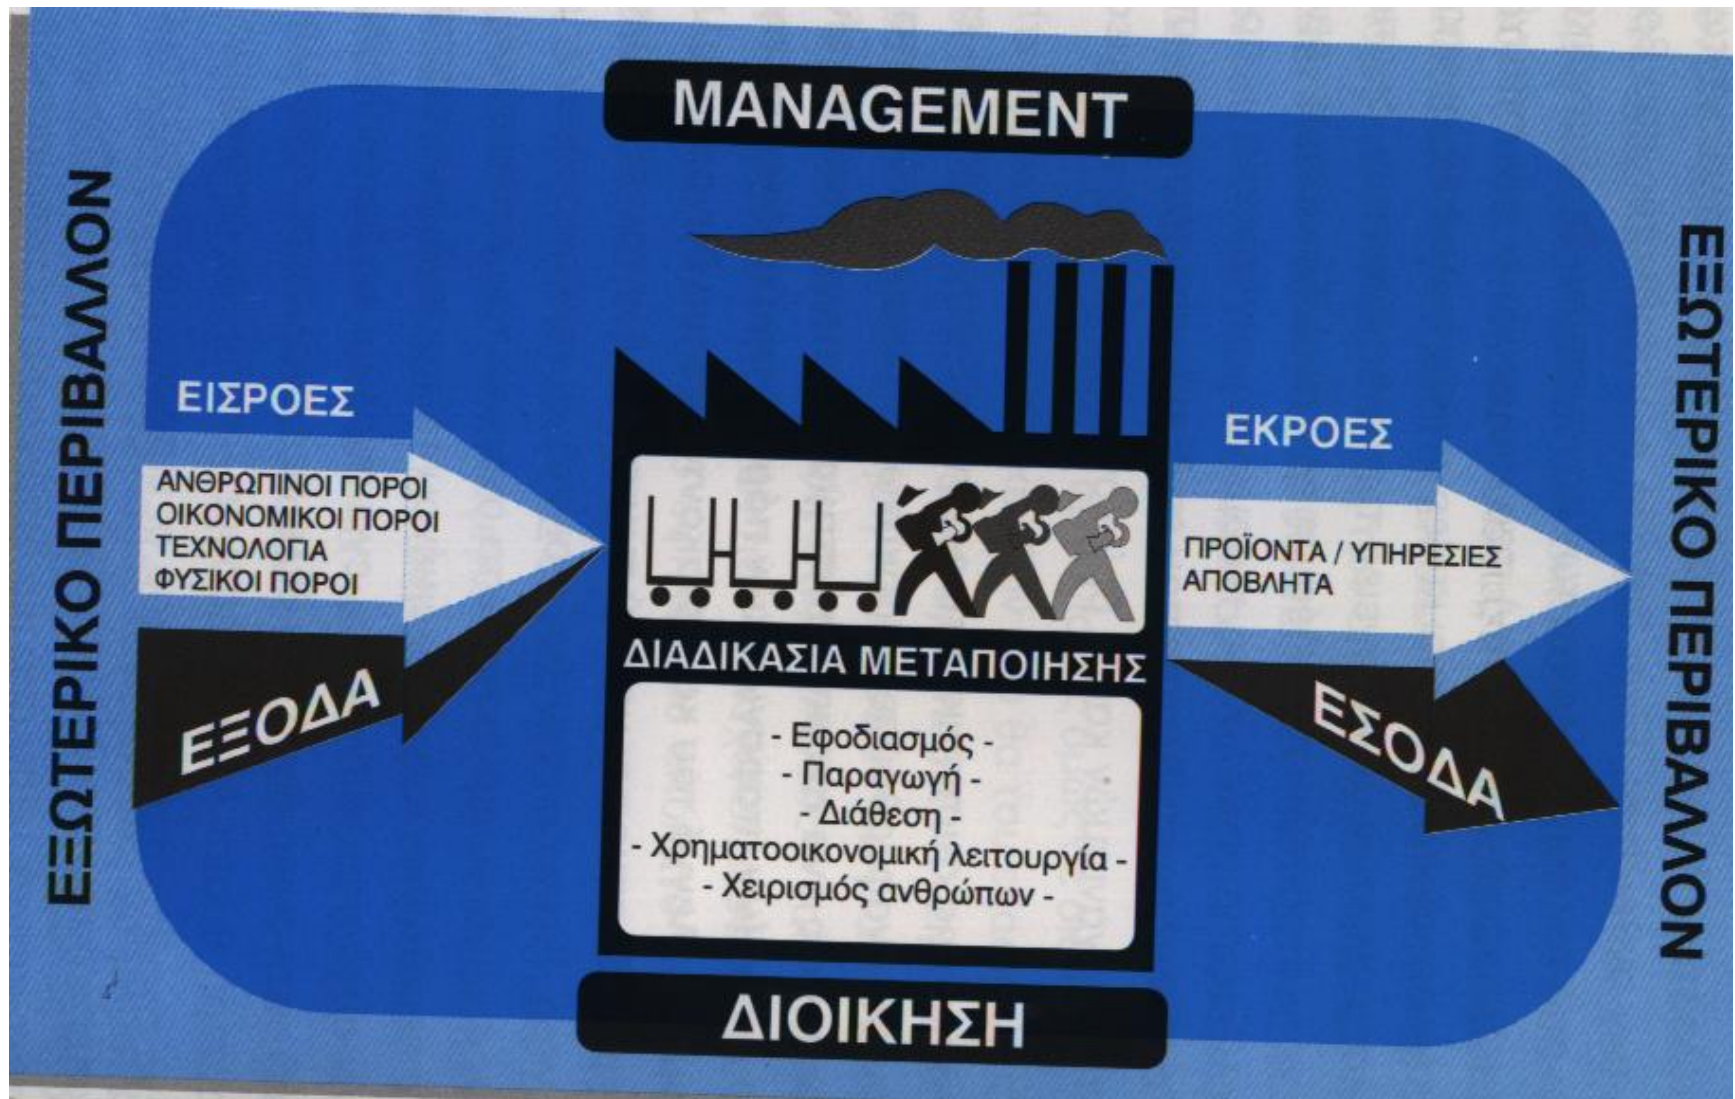 MANAGEMENT
ΕΞΩΤΕΡΙΚΟ ΠΕΡΙΒΑΛΛΟΝ
ΕΙΣΡΟΕΣ
ΑΝΘΡΩΠΙΝΟΙ ΠΟΡΟΙ
ΟΙΚΟΝΟΜΙΚΟΙ ΠΟΡΟΙ
ΤΕΧΝΟΛΟΓΙΑ
ΦΥΣΙΚΟΙ ΠΟΡΟΙ
ΕΞΟΔΑ
ΔΙΑΔΙΚΑΣΙΑ ΜΕΤΑΠΟΙΗΣΗΣ
- Εφοδιασμός -
- Παραγωγή -
- Διάθεση -
- Χρηματοοικονομική λειτουργία -
- Χειρισμός ανθρώπων -
ΕΚΡΟΕΣ
ΠΡΟΪΟΝΤΑ / ΥΠΗΡΕΣΙΕΣ
ΑΠΟΒΛΗΤΑ
ΕΣΟΔΑ
ΕΞΩΤΕΡΙΚΟ ΠΕΡΙΒΑΛΛΟΝ
ΔΙΟΙΚΗΣΗ